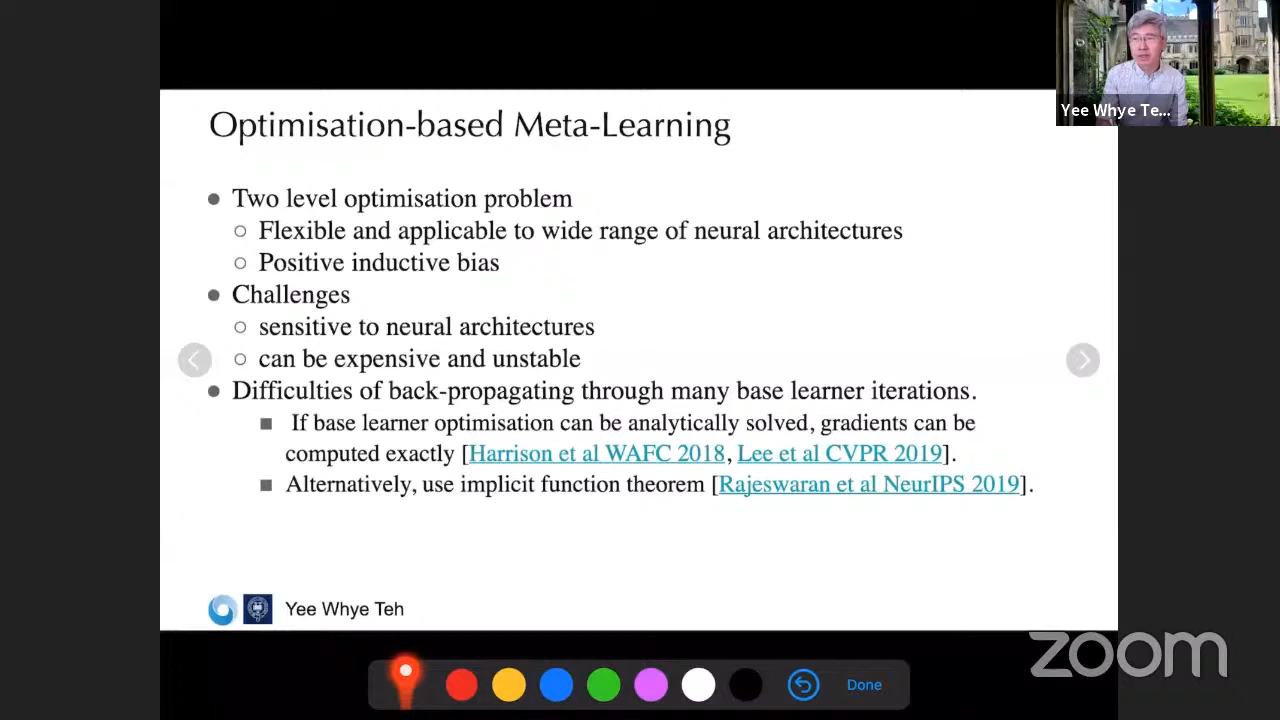 Yee Whye Te...
Optimisation-based Meta-Learning
Two level optimisation problem
Flexible and applicable to wide range of neural architectures
Positive inductive bias
Challenges
sensitive to neural architectures
can be expensive and unstable
Difficulties of back-propagating through many base learner iterations.
If base learner optimisation can be analytically solved, gradients can be
computed exactly [Harrison et al WAFC 2018, Lee et al CVPR 2019].
Alternatively, use implicit function theorem [Rajeswaran et al NeurIPS 2019].
Yee Whye Teh
zoom
Done